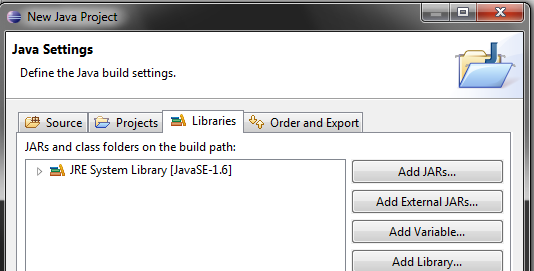 New Java Project
Java Settings
Define the Java build settings.
Source Projects Libraries Order and Export
JARs and class folders on the build path:
JRE System Library [JavaSE-1.6]
Add JARs...
Add External JARs...
Add Variable...
Add Library...